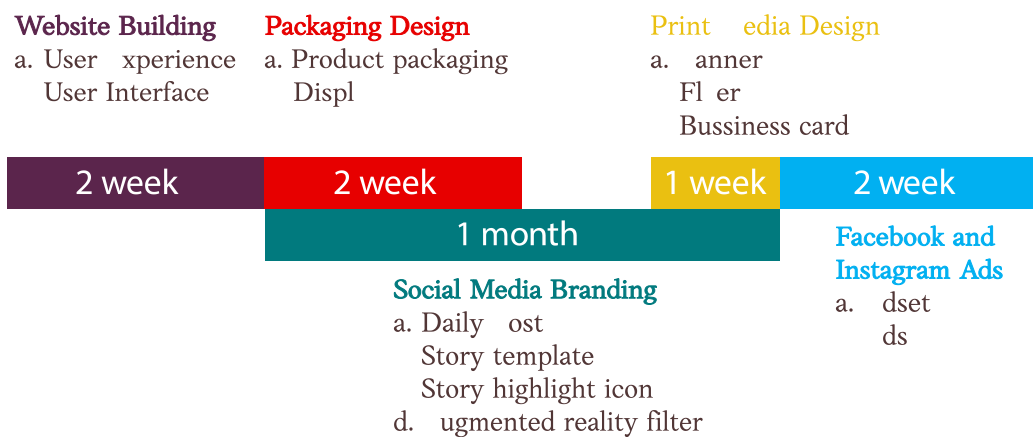 Website Building
a. User xperience
User Interface
Packaging Design
a. Product packaging
Displ
Print edia Design
a. anner
Fl er
Bussiness card
2 week
2 week
1 week
2 week
1 month
Facebook and
Instagram Ads
a. dset
ds
Social Media Branding
a. Daily ost
Story template
Story highlight icon
d. ugmented reality filter